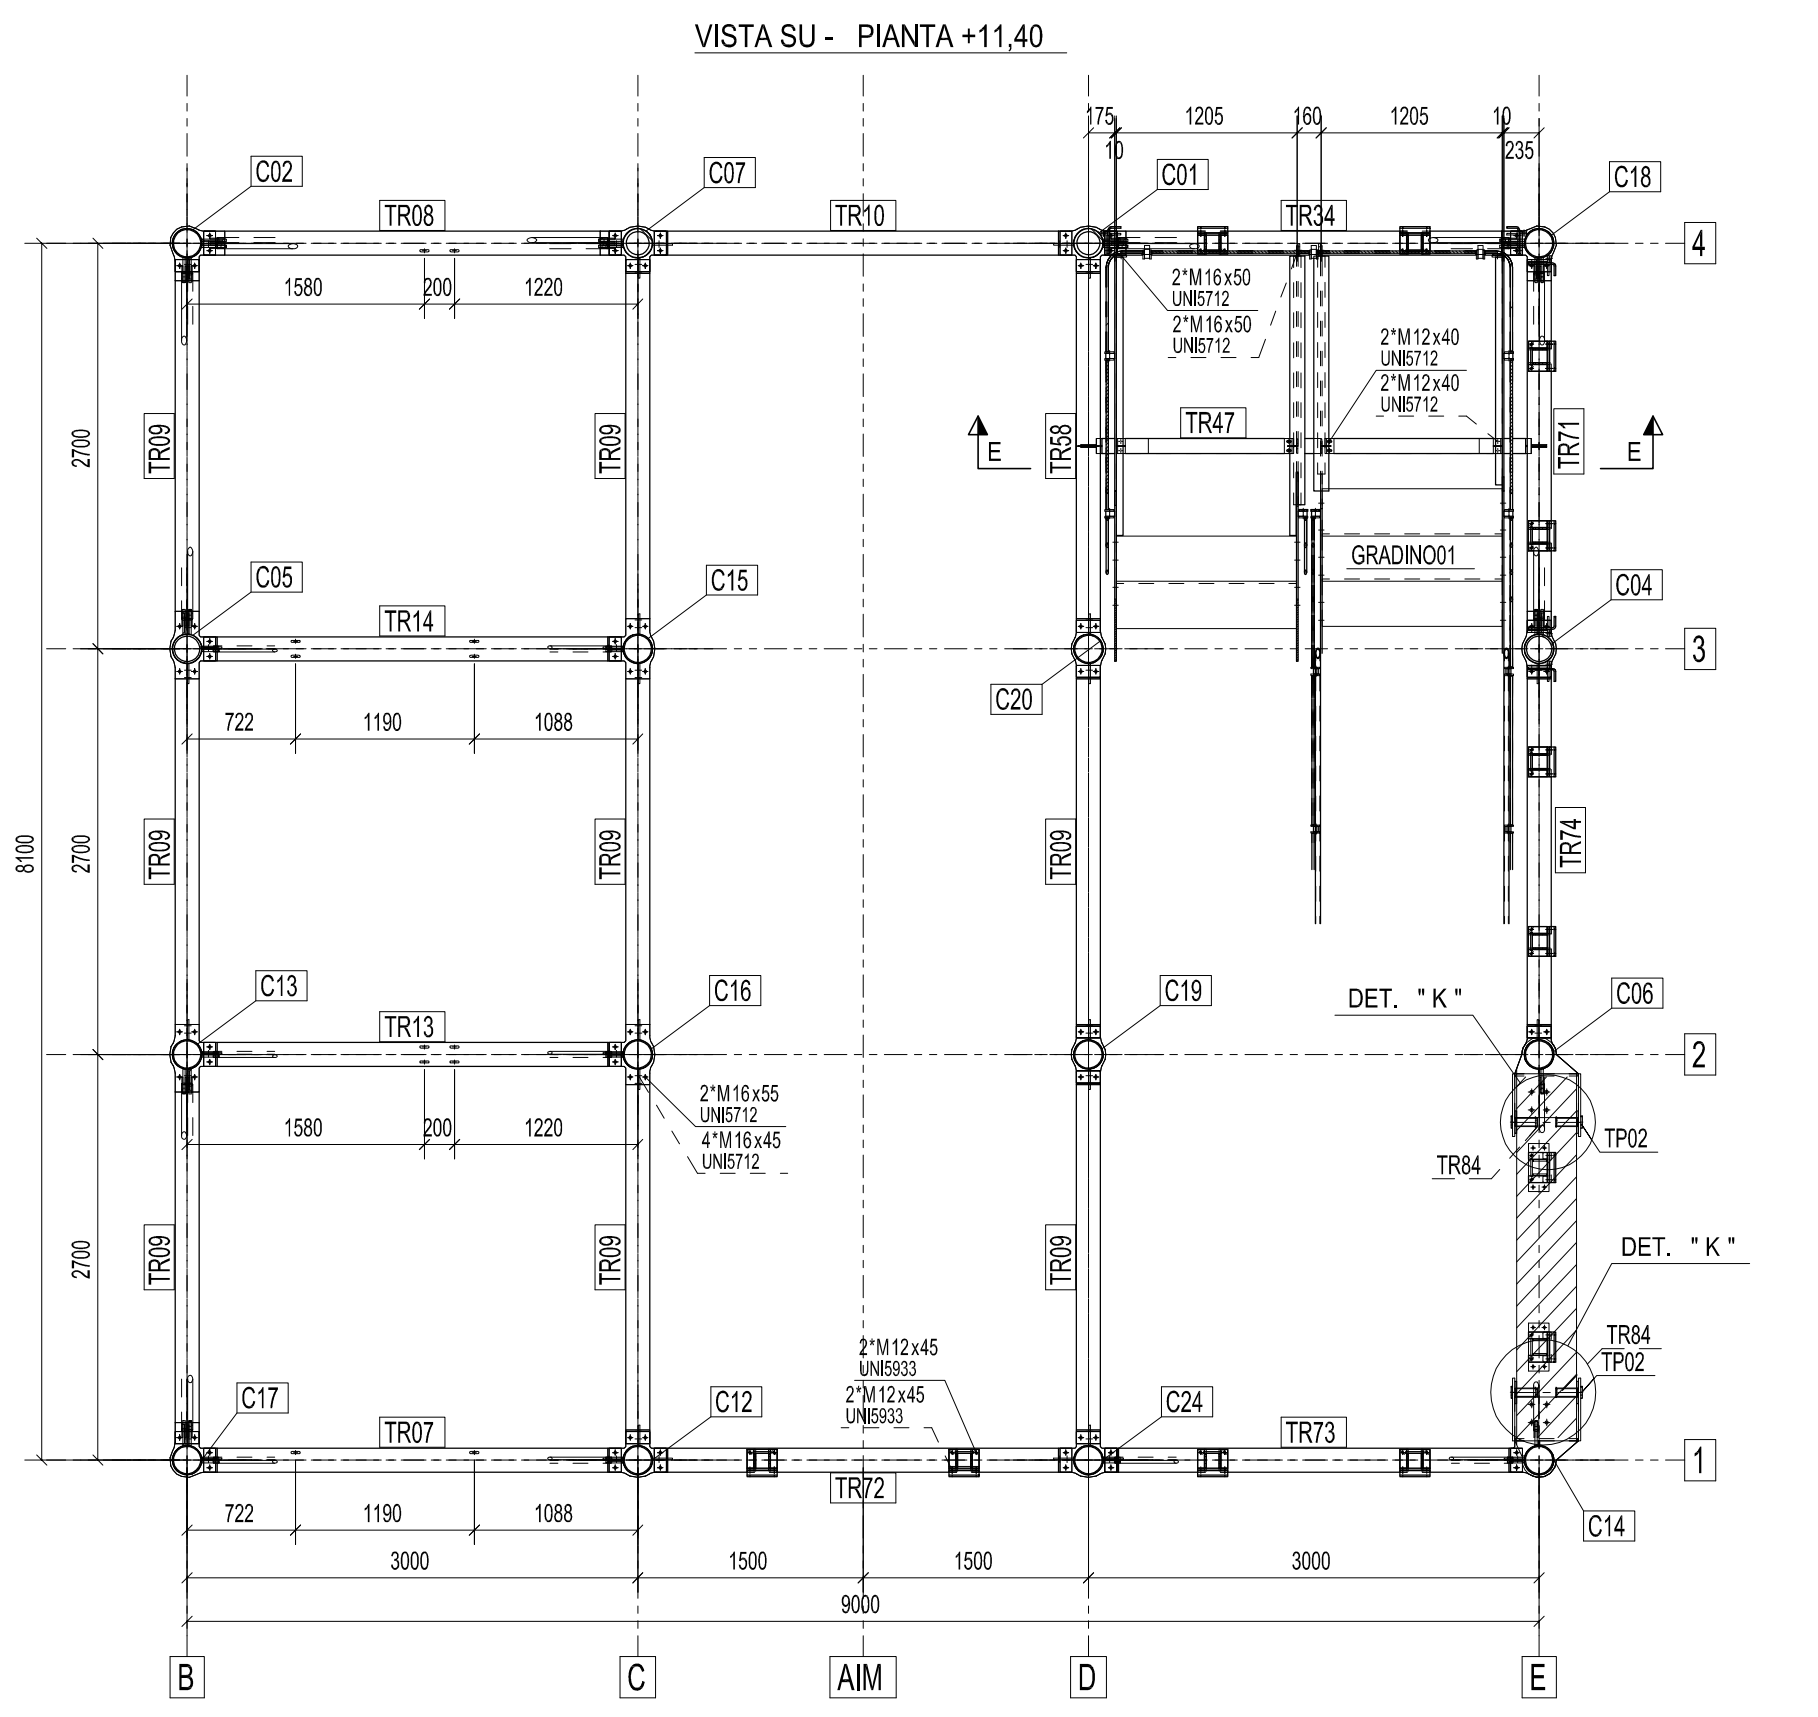 VISTA SU - PIANTA +11,40
175 1205 160 1205 10
10 235
C02 C07 C01 C18
TR08 TR10 TR34
4
1580 200 1220
2*M16x50
UNI5712
2*M16x50
UNI5712
2*M12x40
UNI5712
2*M12x40
UNI5712
2700
TR09
TR09
TR58
TR47
TR71
E
E
GRADINO01
C05 C15 C04
TR14
3
C20
722 1190 1088
8100
2700
TR09
TR09
TR09
TR74
C13 C16 C19 C06
DET. "K"
TR13
2
2*M16x55
UNI5712
4*M16x45
UNI5712
1580 200 1220
TP02
TR84
2700
TR09
TR09
TR09
DET. "K"
TR84
TP02
2*M12x45
UNI5933
2*M12x45
UNI5933
C17 C12 C24
TR07 TR73
1
TR72
722 1190 1088
C14
3000 1500 1500 3000
9000
B C AIM D E